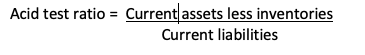 Acid test ratio = Current assets less inventories
Current liabilities